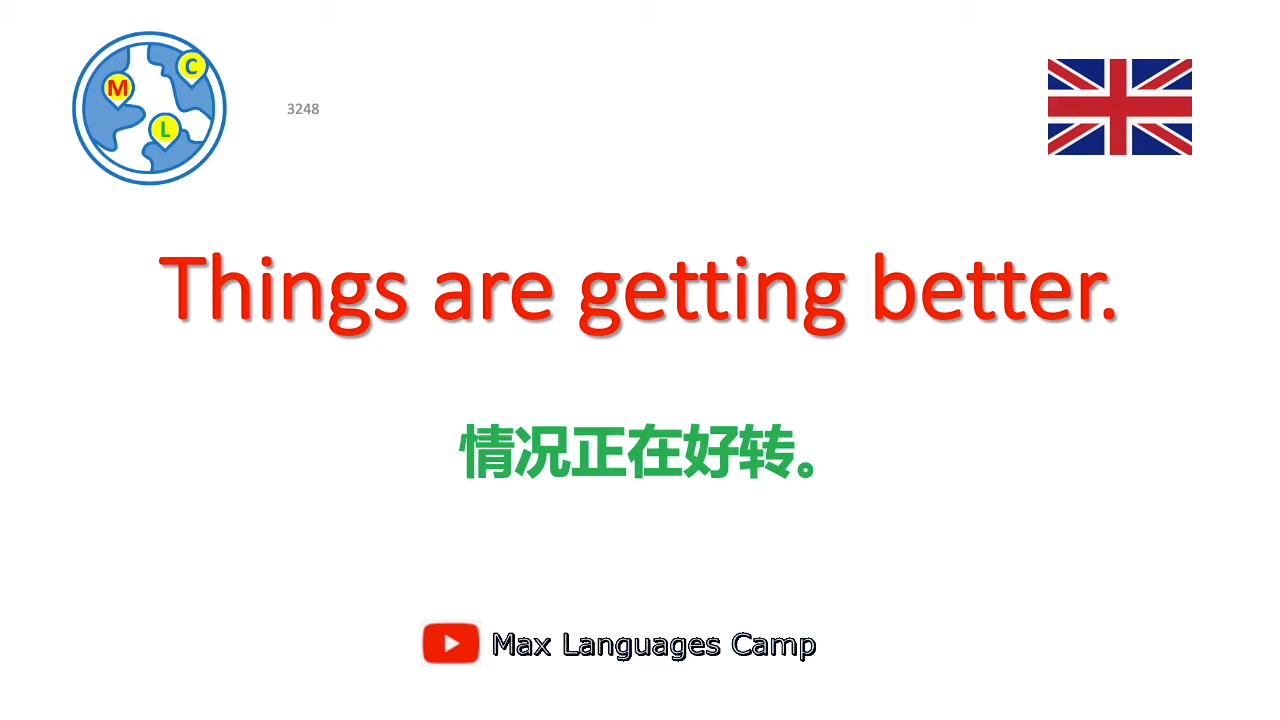 C
M
L
3248
Things are getting better.
情况正在好转。
Max Languages Camp